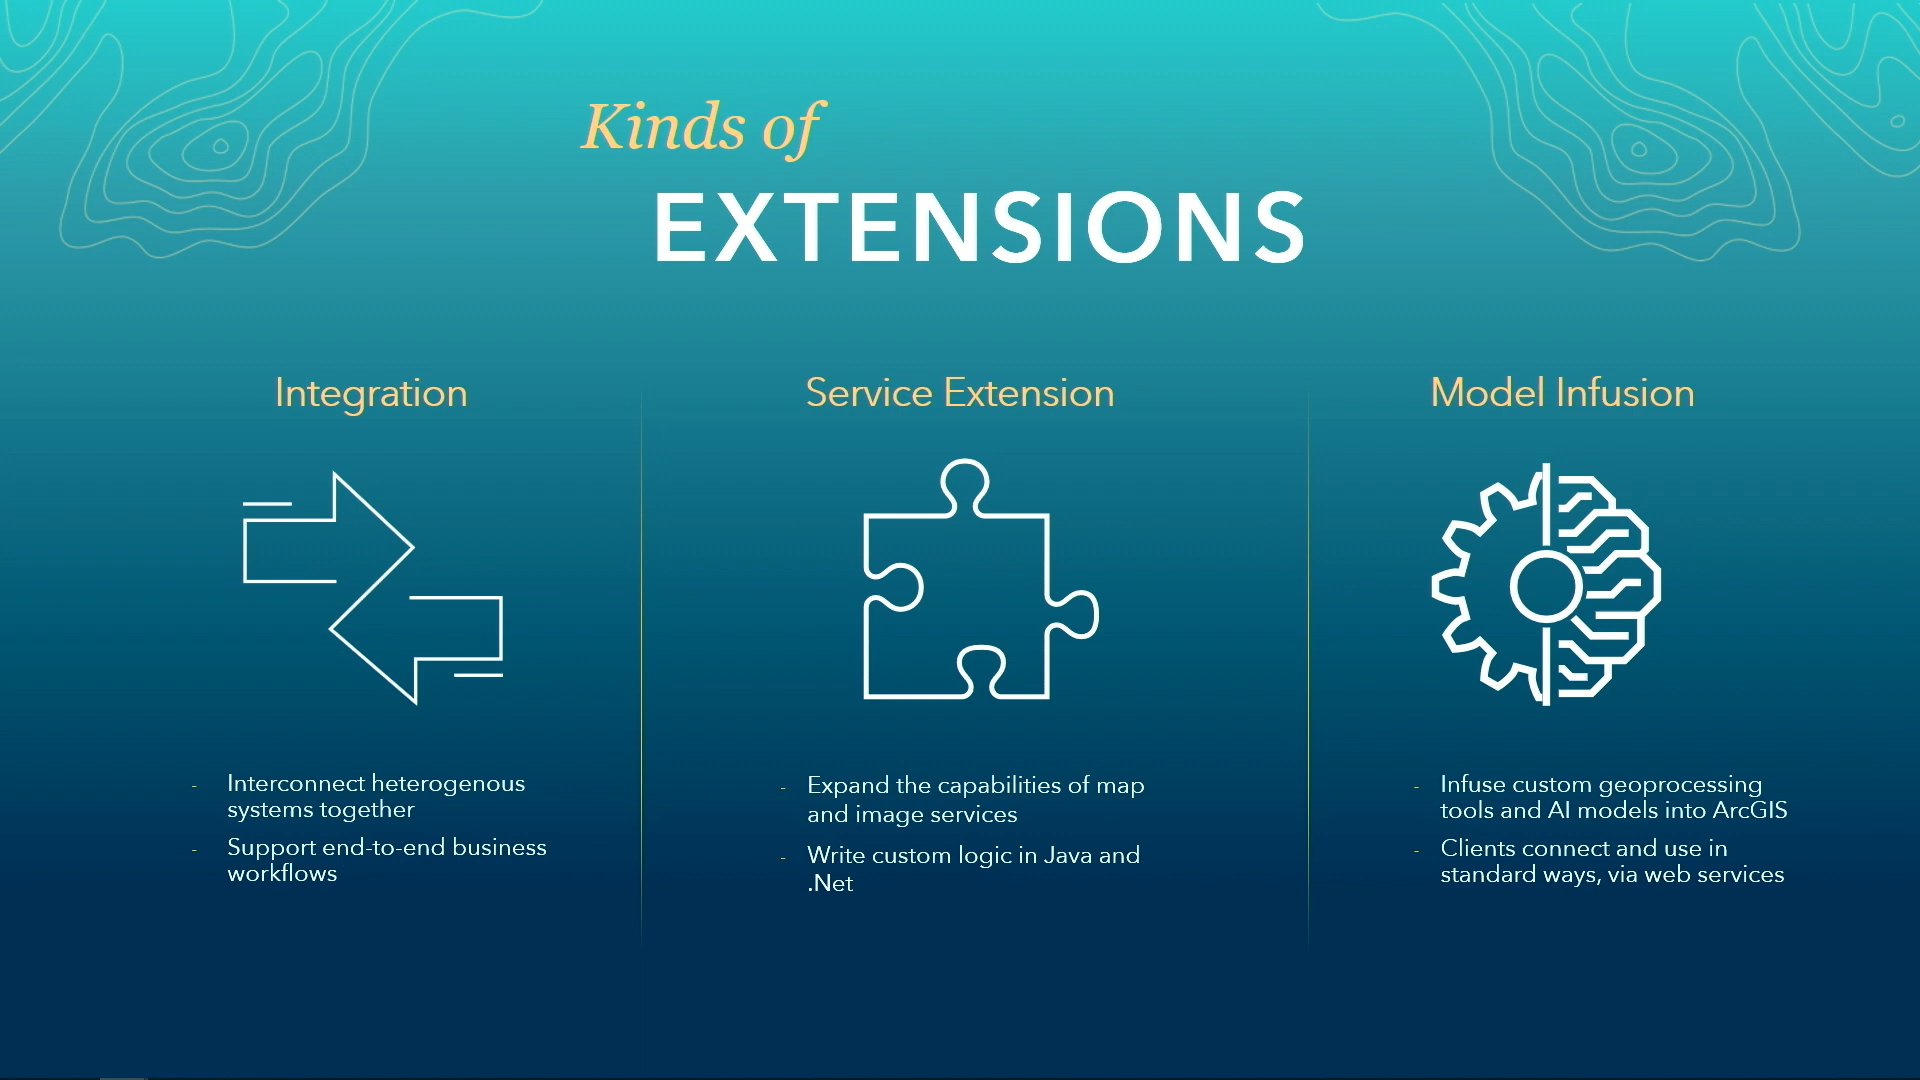 Kinds of
EXTENSIONS
Integration
- Interconnect heterogenous
systems together
- Support end-to-end business
workflows
Service Extension
- Expand the capabilities of map
and image services
- Write custom logic in Java and
.Net
Model Infusion
- Infuse custom geoprocessing
tools and AI models into ArcGIS
- Clients connect and use in
standard ways, via web services